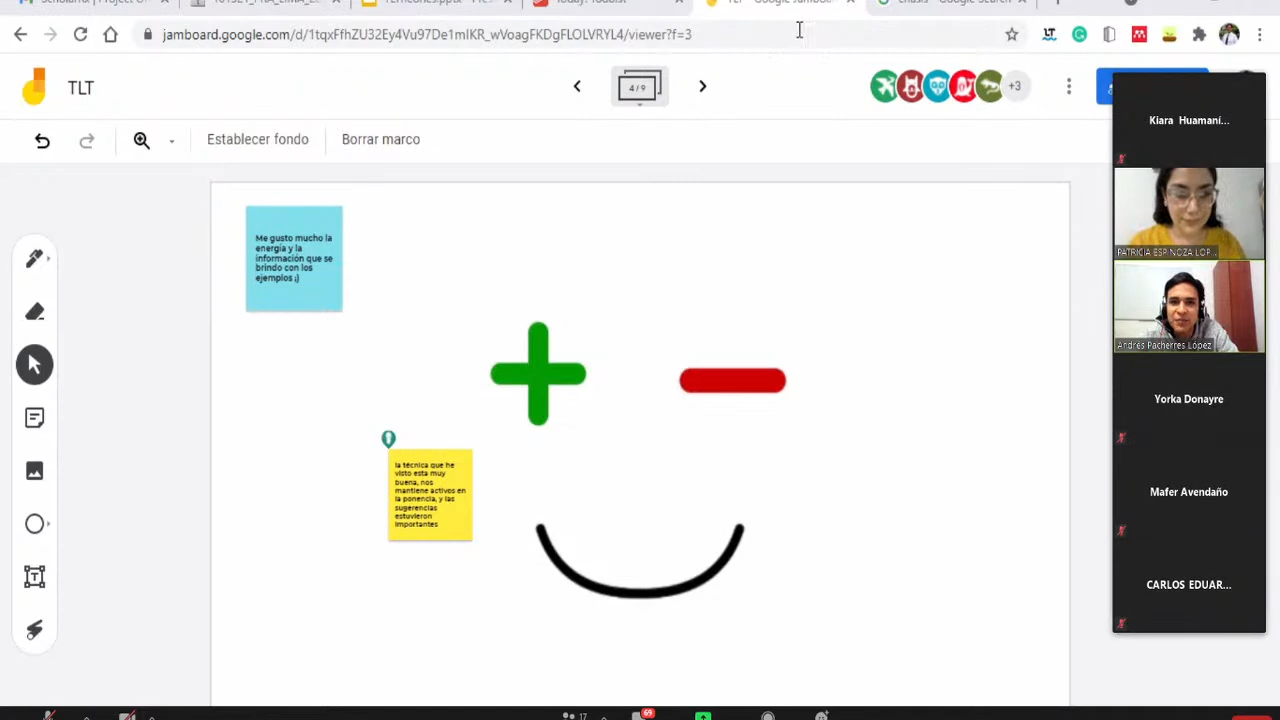 jamboard.google.com/d/1tqxFfhZU32Ey4Vu97De1mIKR_wVoagFKDgFLOLVRYL4/viewer?f=3
TLT
4/9
+3
Establecer fondo
Borrar marco
Me gusto mucho la
energía y la
información que se
brindo con los
ejemplos ;)
la técnica que he
visto esta muy
buena, nos
mantiene activos en
la ponencia, y las
sugerencias
estuvieron
importantes
Kiara Huamaní...
PATRICIA ESPINOZA LOP...
Andrés Pacherres López
Yorka Donayre
Mafer Avendaño
CARLOS EDUAR...
17
69